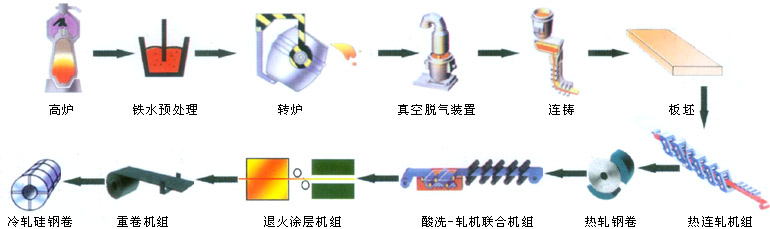 高炉
铁水预处理
转炉
真空脱气装置
连铸
板坯
热连轧机组
热轧钢卷
酸洗-轧机联合机组
退火涂层机组
重卷机组
冷轧硅钢卷